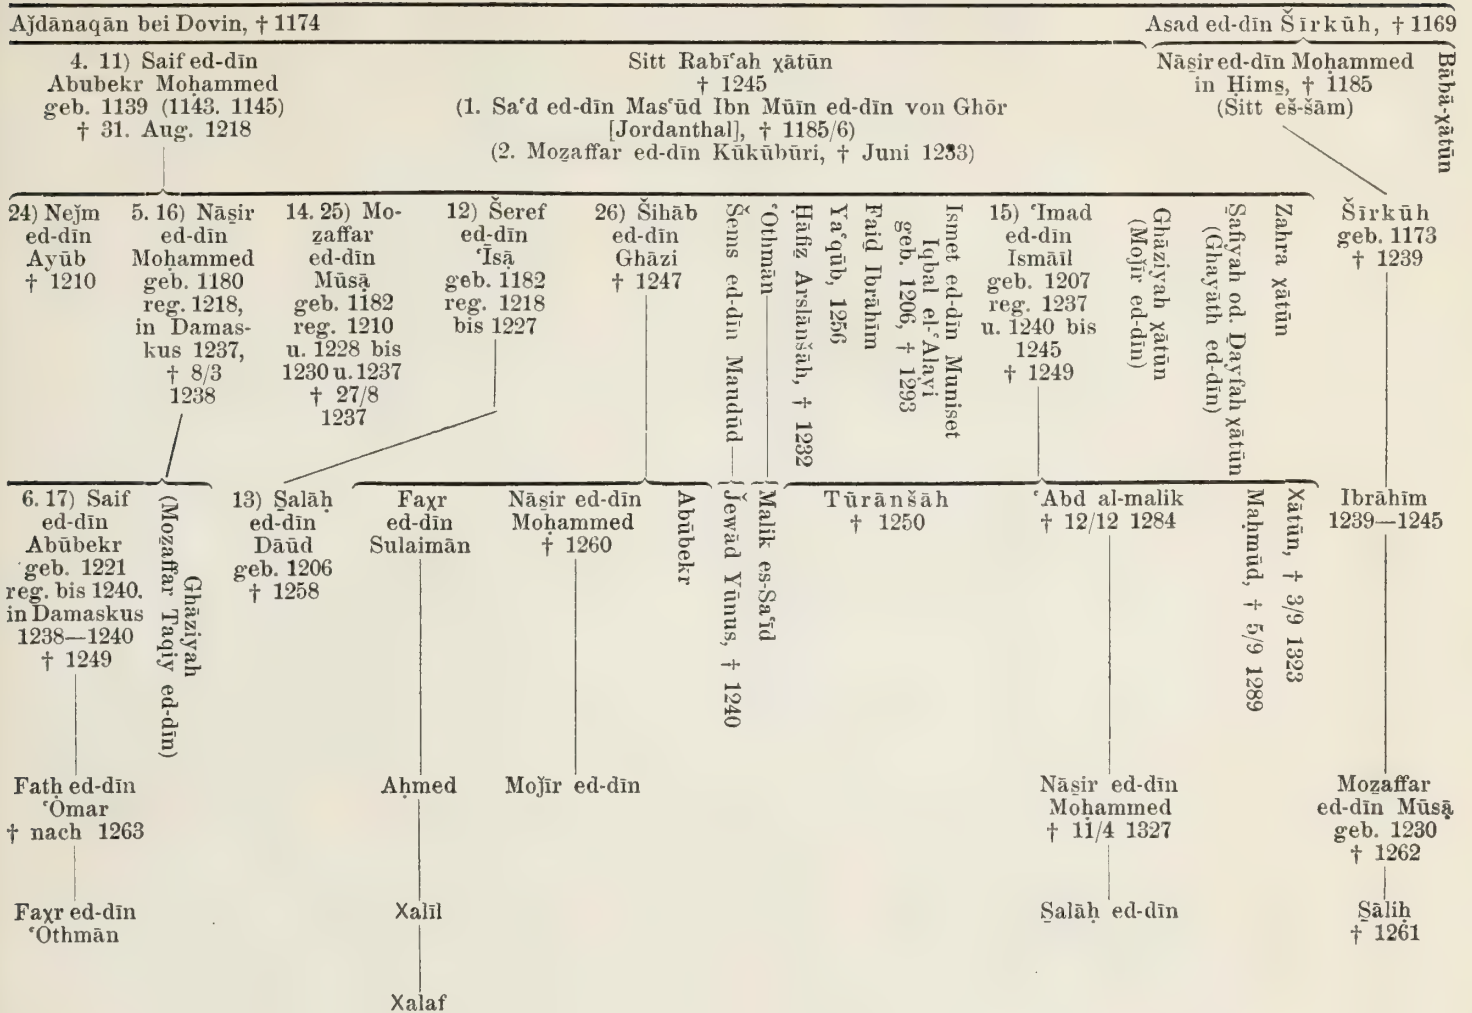 Aǰdānaqān bei Dovin, † 1174
Asad ed-dīn Šīrkūh, † 1169
4. 11) Saif ed-dīn
Abubekr Moḥammed
geb. 1139 (1143. 1145)
† 31. Aug. 1218
Sitt Rabīʿah χātūn
† 1245
(1. Saʿd ed-dīn Masʿūd Ibn Mūīn ed-dīn von Ghōr
[Jordanthal], † 1185/6)
(2. Moẓaffar ed-dīn Kūkūbūri, † Juni 1233)
Nāṣir ed-dīn Moḥammed
in Ḥimṣ, † 1185
(Sitt eš-šām)
Bābā-χātūn
24) Neǰm
ed-dīn
Ayūb
† 1210
5. 16) Nāṣir
ed-dīn
Moḥammed
geb. 1180
reg. 1218,
in Damas-
kus 1237,
† 8/3
1238
14. 25) Mo-
ẓaffar
ed-dīn
Mūsạ̄
geb. 1182
reg. 1210
u. 1228 bis
1230 u. 1237
† 27/8
1237
12) Šeref
ed-dīn
ʿĪsạ̄
geb. 1182
reg. 1218
bis 1227
26) Šihāb
ed-dīn
Ghāzi
† 1247
Šems ed-dīn Maudūd
ʿOthmān
Ḥāfiẓ Arslānšāh, † 1232
Yaʿqūb, 1256
Faiḍ Ibrāhīm
Ismet ed-dīn Muniset
Iqbal el-ʿAlayi
geb. 1206, † 1293
15) ʿImad
ed-dīn
Ismāīl
geb. 1207
reg. 1237
u. 1240 bis
1245
† 1249
Ghāziyah χātūn
(Moǰīr ed-dīn)
Ṣafiyah od. Ḍayfah χātūn
(Ghayāth ed-dīn)
Zahra χātūn
Šīrkūh
geb. 1173
† 1239
6. 17) Saif
ed-dīn
Abūbekr
geb. 1221
reg. bis 1240,
in Damaskus
1238—1240
† 1249
Ghāziyah
(Moẓaffar Taqiy ed-dīn)
13) Ṣalāḥ
ed-dīn
Dāūd
geb. 1206
† 1258
Faχr
ed-dīn
Sulaimān
Nāṣir ed-dīn
Moḥammed
† 1260
Abūbekr
J̌ewād Yūnus, † 1240
Malik es-Saʿīd
Tūrānšāh
† 1250
ʿAbd al-malik
† 12/12 1284
Maḥmūd, † 5/9 1289
Xātūn, † 3/9 1323
Ibrāhīm
1239—1245
Fatḥ ed-dīn
ʿOmar
† nach 1263
Aḥmed
Moǰīr ed-dīn
Nāṣir ed-dīn
Moḥammed
† 11/4 1327
Moẓaffar
ed-dīn Mūsạ̄
geb. 1230
† 1262
Faχr ed-dīn
ʿOthmān
Xalīl
Ṣalāḥ ed-dīn
Ṣāliḥ
† 1261
Xalaf